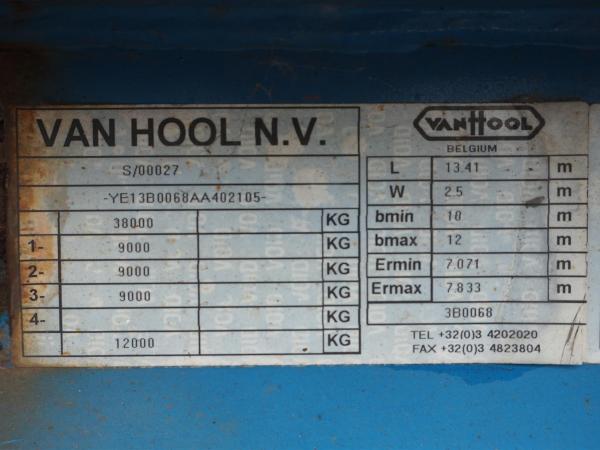 VAN HOOL N.V.
S/00027
-YE13B0068AA402105-
38000 KG
1- 9000 KG
2- 9000 KG
3- 9000 KG
4- KG
12000 KG
VANHOOL
BELGIUM
L 13.41 m
W 2.5 m
bmin 10 m
bmax 12 m
Ermin 7.071 m
Ermax 7.833 m
3B0068
TEL +32(0)3 4202020
FAX +32(0)3 4823804